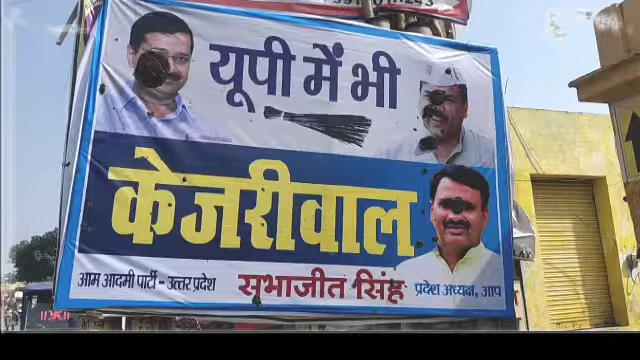 यूपी में भी
केजरीवाल
आम आदमी पार्टी - उत्तर प्रदेश
सभाजीत सिंह
प्रदेश अध्यक्ष, आप